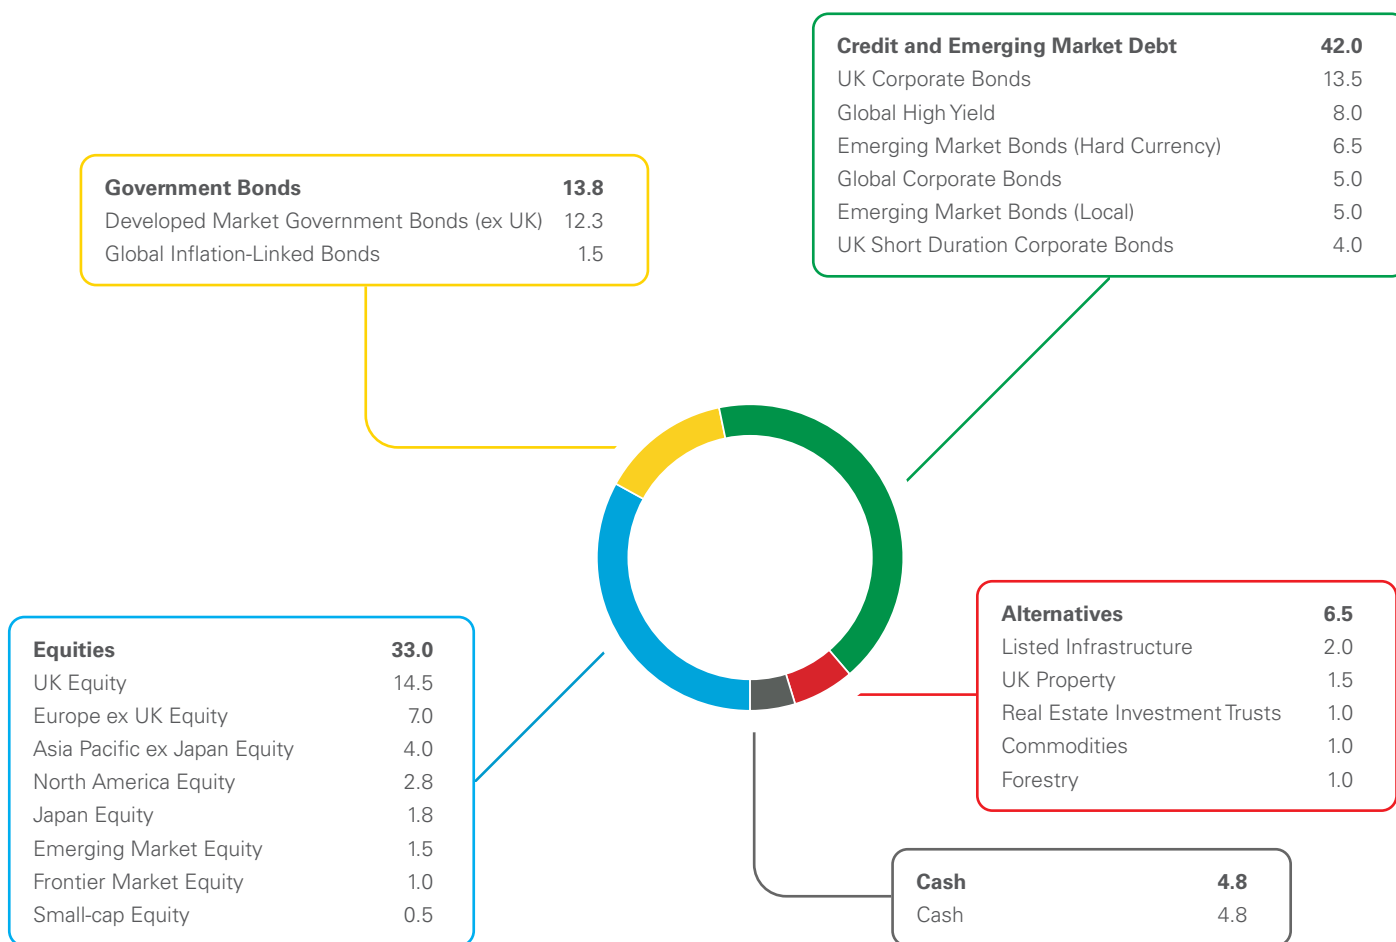 Credit and Emerging Market Debt 42.0
UK Corporate Bonds 13.5
Global High Yield 8.0
Emerging Market Bonds (Hard Currency) 6.5
Global Corporate Bonds 5.0
Emerging Market Bonds (Local) 5.0
UK Short Duration Corporate Bonds 4.0
Government Bonds 13.8
Developed Market Government Bonds (ex UK) 12.3
Global Inflation-Linked Bonds 1.5
Equities 33.0
UK Equity 14.5
Europe ex UK Equity 7.0
Asia Pacific ex Japan Equity 4.0
North America Equity 2.8
Japan Equity 1.8
Emerging Market Equity 1.5
Frontier Market Equity 1.0
Small-cap Equity 0.5
Alternatives 6.5
Listed Infrastructure 2.0
UK Property 1.5
Real Estate Investment Trusts 1.0
Commodities 1.0
Forestry 1.0
Cash 4.8
Cash 4.8